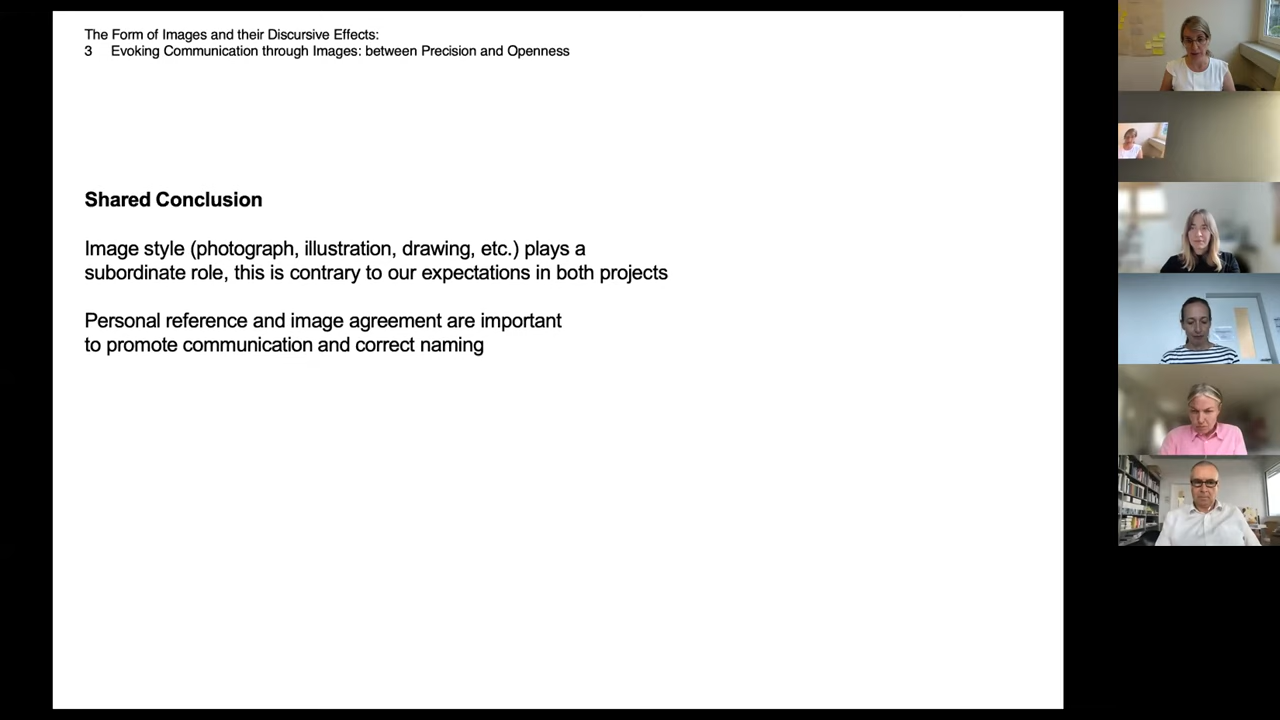 The Form of Images and their Discursive Effects:
3 Evoking Communication through Images: between Precision and Openness
Shared Conclusion
Image style (photograph, illustration, drawing, etc.) plays a
subordinate role, this is contrary to our expectations in both projects
Personal reference and image agreement are important
to promote communication and correct naming